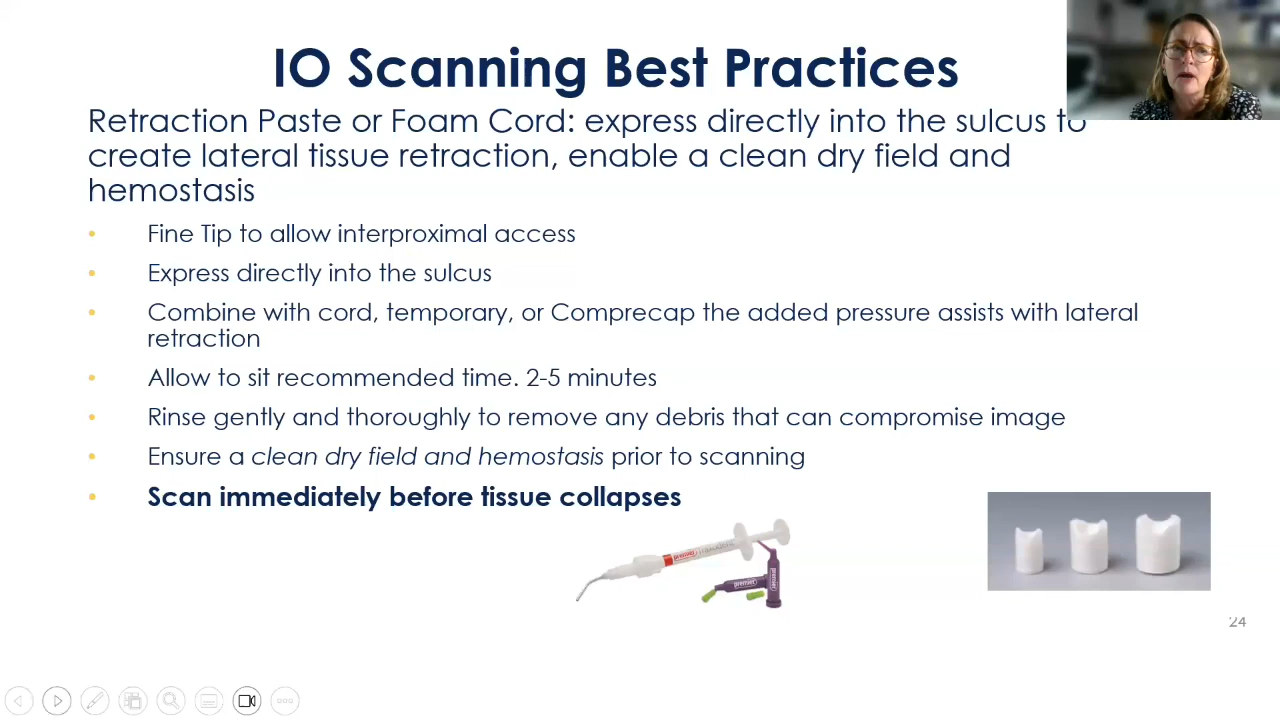 IO Scanning Best Practices
Retraction Paste or Foam Cord: express directly into the sulcus to
create lateral tissue retraction, enable a clean dry field and
hemostasis
• Fine Tip to allow interproximal access
• Express directly into the sulcus
• Combine with cord, temporary, or Comprecap the added pressure assists with lateral
retraction
• Allow to sit recommended time. 2-5 minutes
• Rinse gently and thoroughly to remove any debris that can compromise image
• Ensure a clean dry field and hemostasis prior to scanning
• Scan immediately before tissue collapses
premier
premier
premier
24